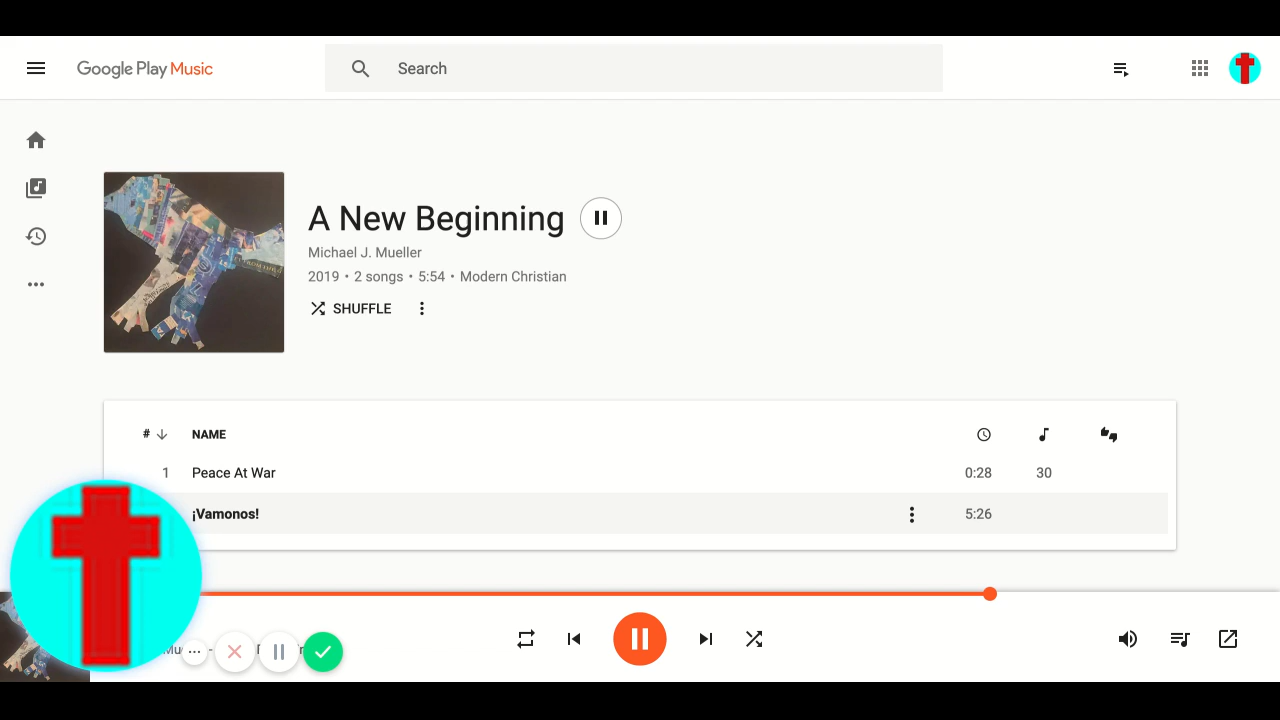 Google Play Music
Search
A New Beginning
Michael J. Mueller
2019 • 2 songs • 5:54 • Modern Christian
SHUFFLE
# NAME
1 Peace At War 0:28 30
¡Vamonos! 5:26